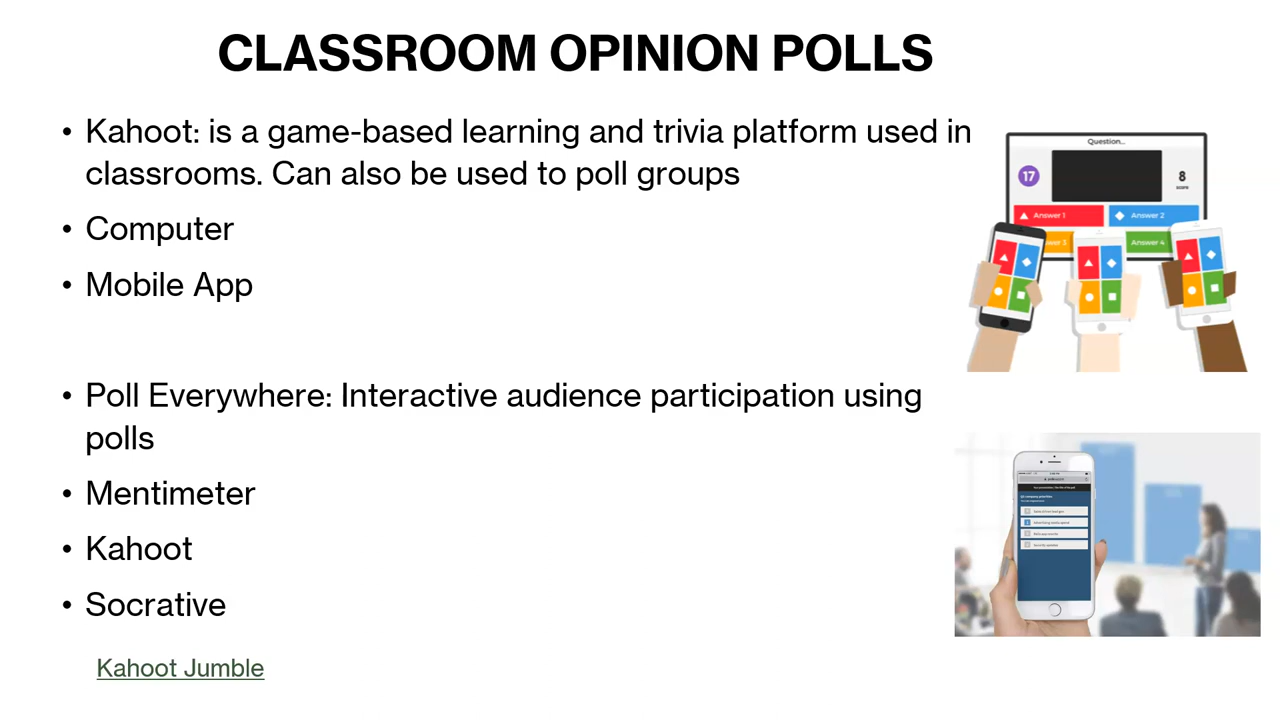 CLASSROOM OPINION POLLS
• Kahoot: is a game-based learning and trivia platform used in
classrooms. Can also be used to poll groups
• Computer
• Mobile App
• Poll Everywhere: Interactive audience participation using
polls
• Mentimeter
• Kahoot
• Socrative
Kahoot Jumble
Question...
17
8
score
Answer 1
Answer 2
Answer 4